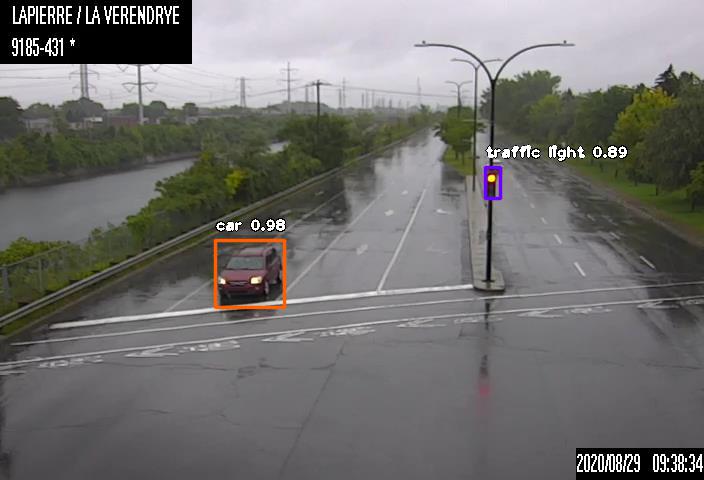 LAPIERRE / LA VERENDRYE
9185-431 *
traffic light 0.89
car 0.98
2020/08/29 09:38:34